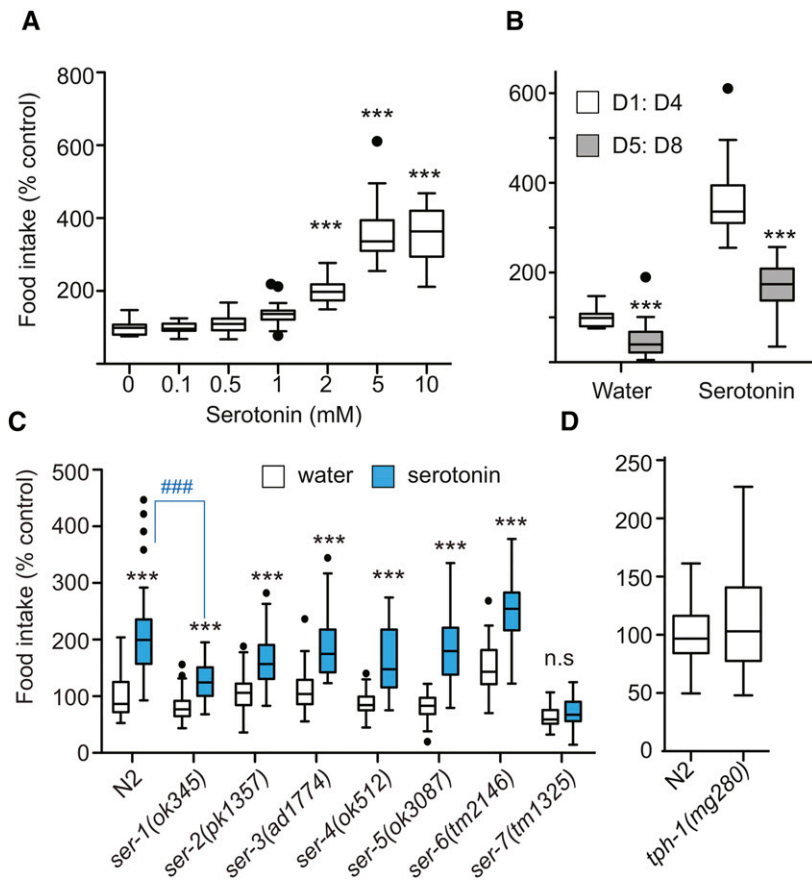 A
Food intake (% control)
800
600
400
200
***
***
***
0 0.1 0.5 1 2 5 10
Serotonin (mM)
B
600
400
200
D1: D4
D5: D8
***
***
Water Serotonin
C
Food intake (% control)
500
400
300
200
100
0
water serotonin
###
***
***
***
***
***
***
***
n.s
N2
ser-1(ok345)
ser-2(pk1357)
ser-3(ad1774)
ser-4(ok512)
ser-5(ok3087)
ser-6(tm2146)
ser-7(tm1325)
D
250
200
150
100
50
0
N2
tph-1(mg280)